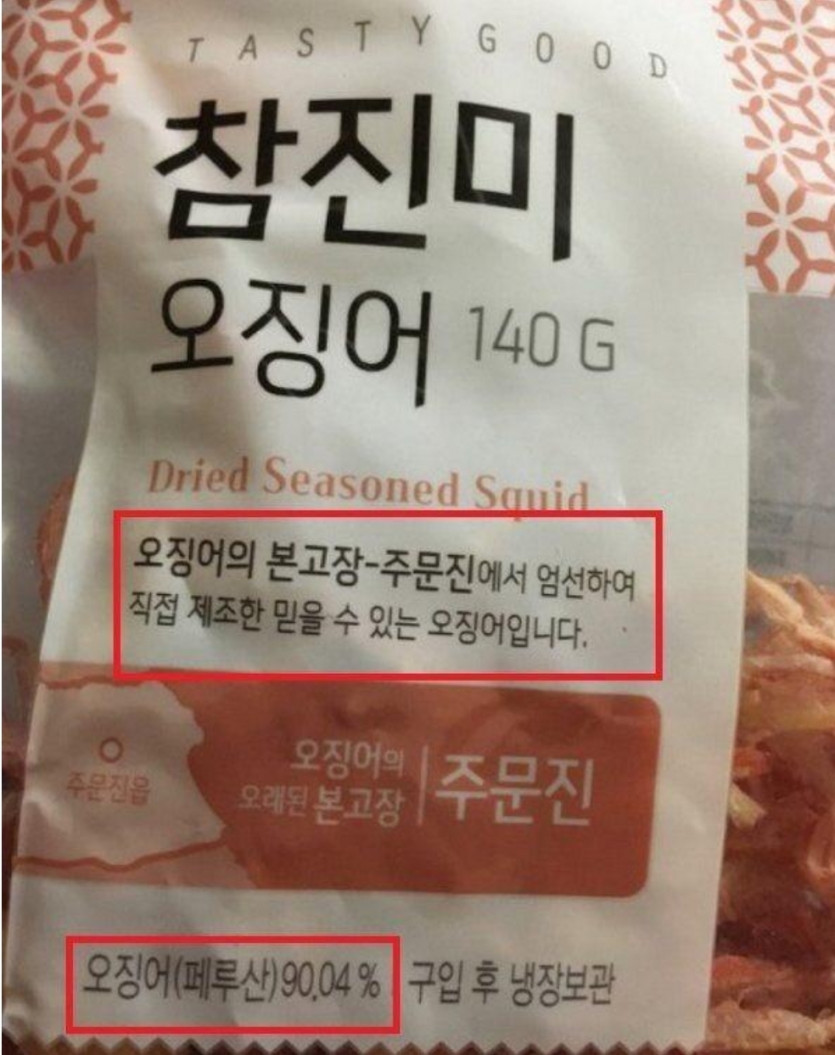 TASTY GOOD
참진미
오징어 140 G
Dried Seasoned Squid
오징어의 본고장-주문진에서 엄선하여
직접 제조한 믿을 수 있는 오징어입니다.
주문진읍
오징어의
오래된 본고장
주문진
오징어(페루산)90.04% 구입 후 냉장보관